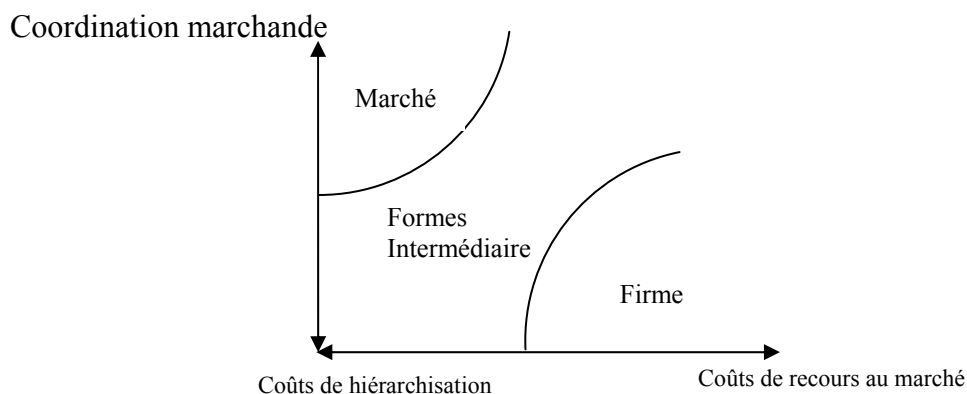 Coordination marchande
Marché
Formes
Intermédiaire
Firme
Coûts de hiérarchisation
Coûts de recours au marché